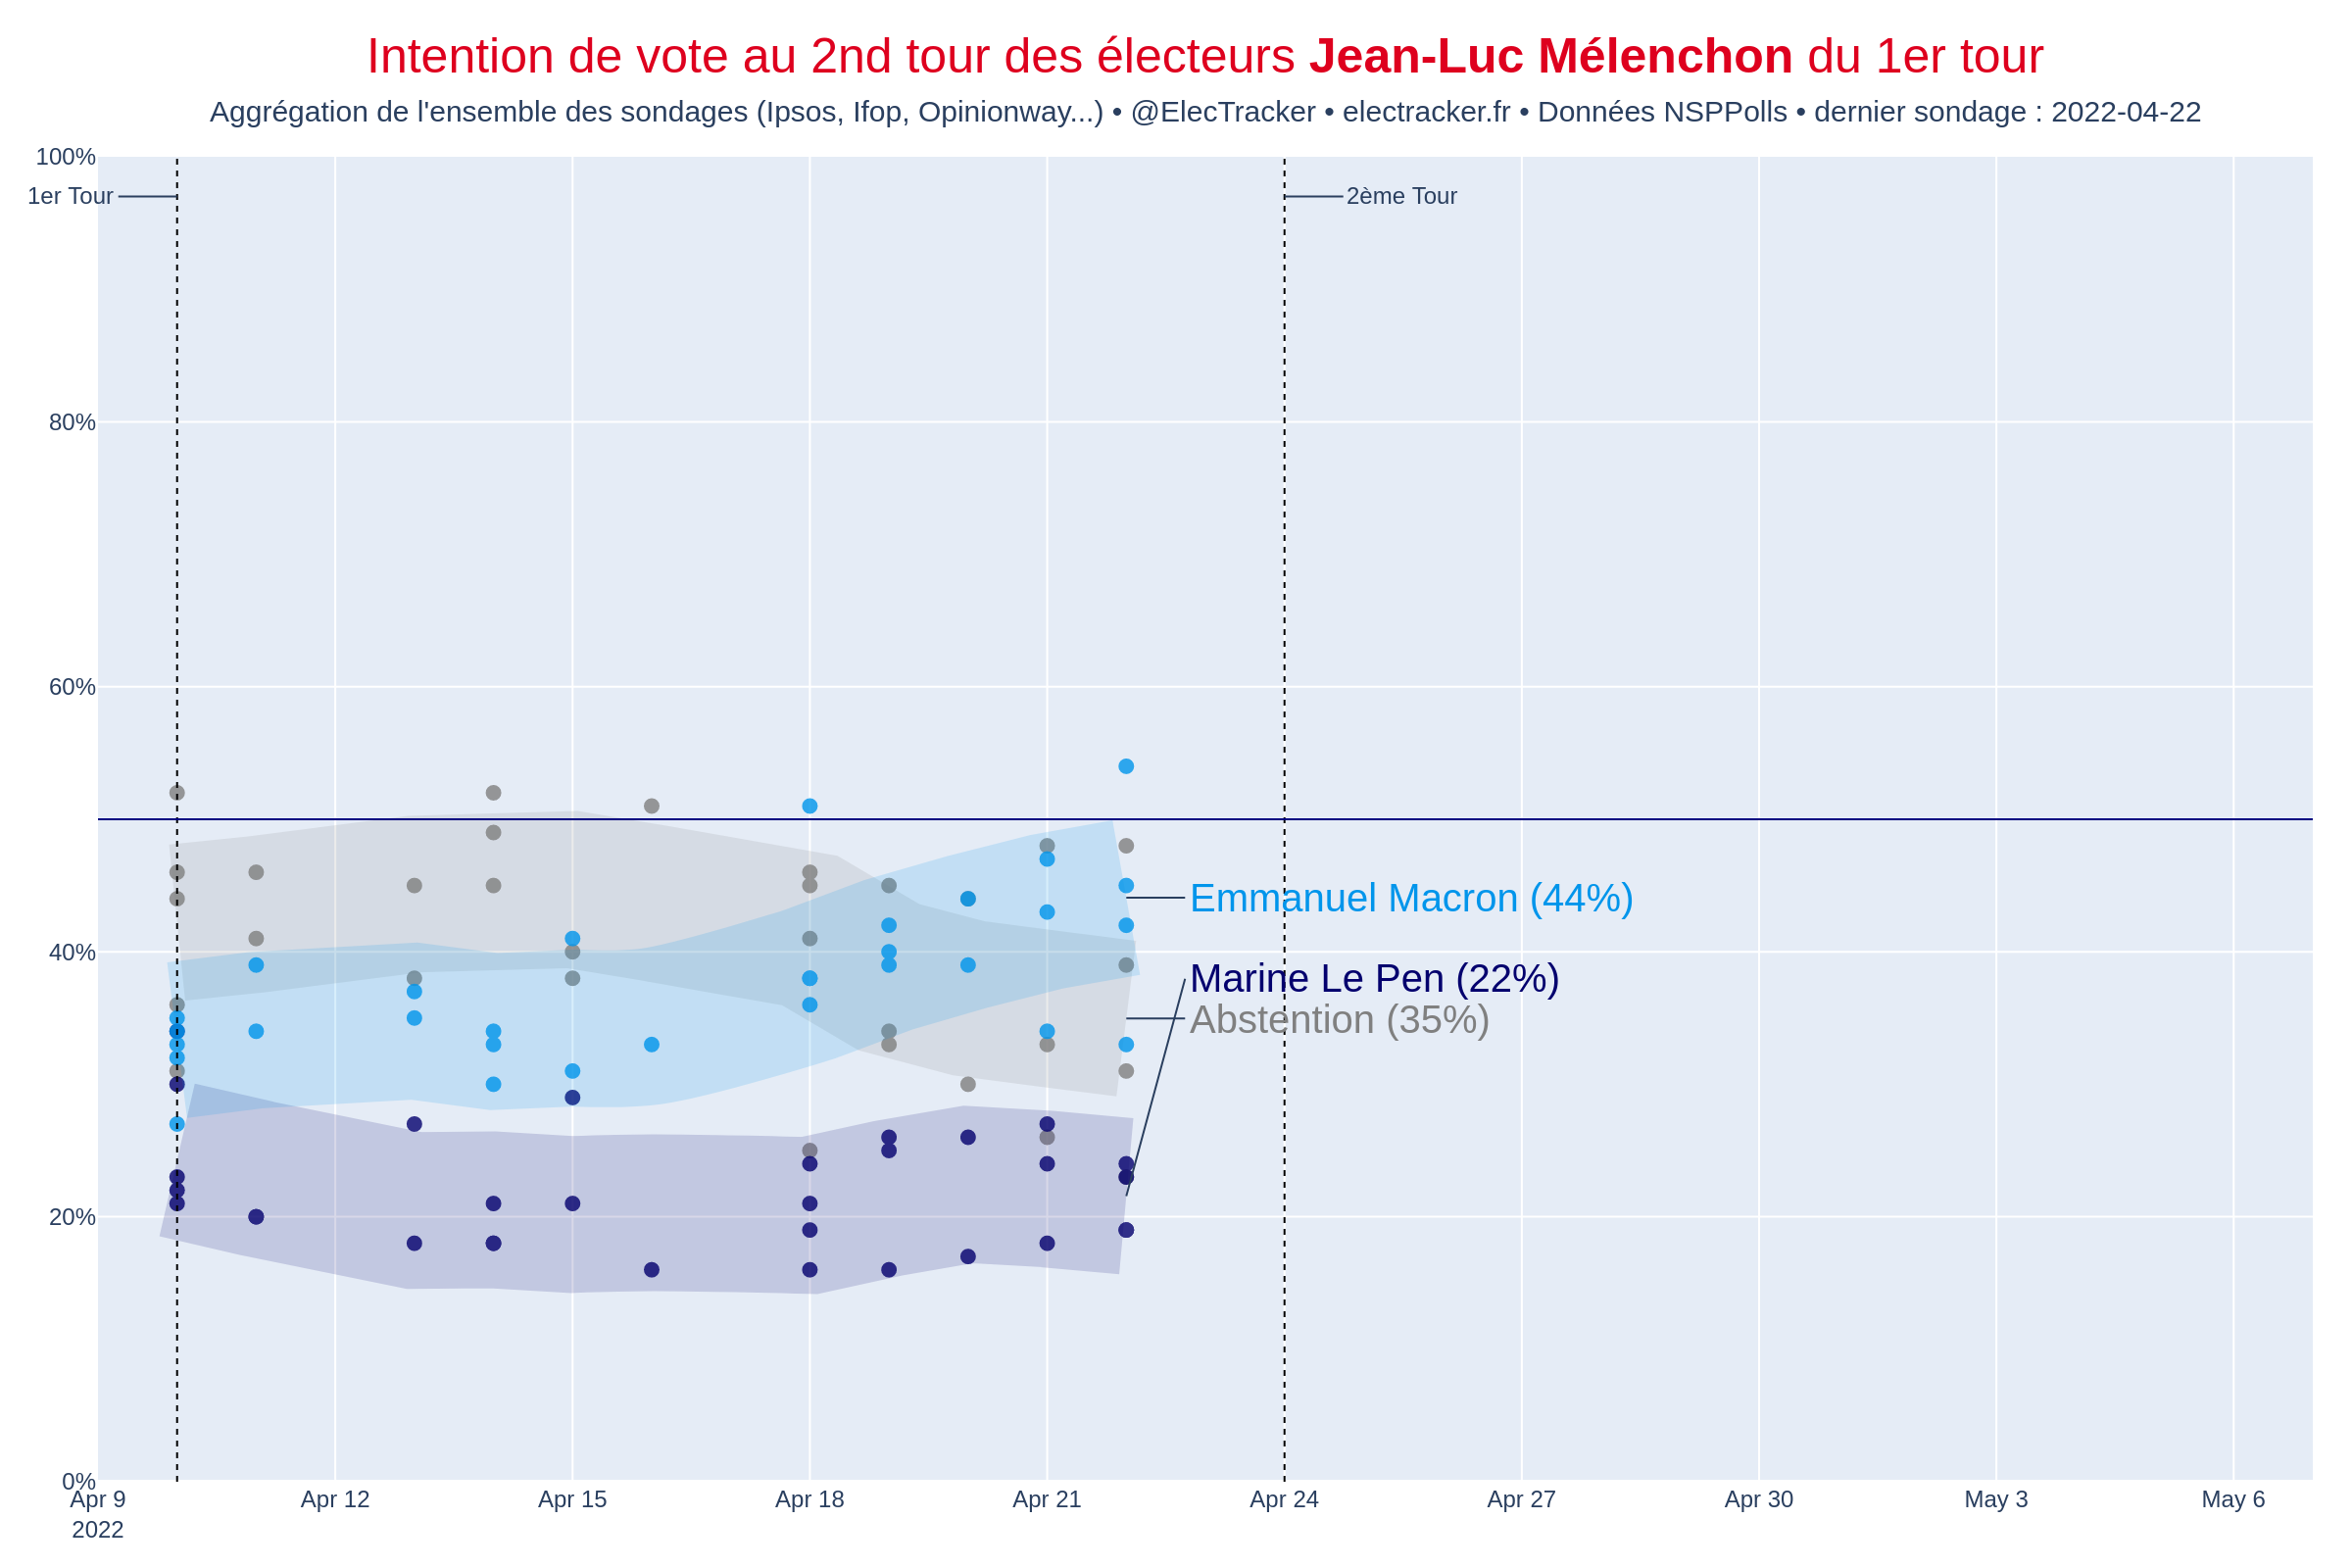 Intention de vote au 2nd tour des électeurs Jean-Luc Mélenchon du 1er tour
Aggrégation de l'ensemble des sondages (Ipsos, Ifop, Opinionway...) • @ElecTracker • electracker.fr • Données NSPPolls • dernier sondage : 2022-04-22
100%
1er Tour
2ème Tour
80%
60%
Emmanuel Macron (44%)
40%
Marine Le Pen (22%)
Abstention (35%)
20%
0%
Apr 9 Apr 12 Apr 15 Apr 18 Apr 21 Apr 24 Apr 27 Apr 30 May 3 May 6
2022